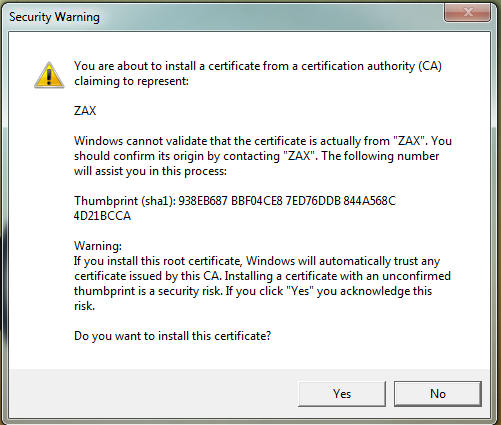 Security Warning
You are about to install a certificate from a certification authority (CA)
claiming to represent:
ZAX
Windows cannot validate that the certificate is actually from "ZAX". You
should confirm its origin by contacting "ZAX". The following number
will assist you in this process:
Thumbprint (sha1): 938EB687 BBF04CE8 7ED76DDB 844A568C
4D21BCCA
Warning:
If you install this root certificate, Windows will automatically trust any
certificate issued by this CA. Installing a certificate with an unconfirmed
thumbprint is a security risk. If you click "Yes" you acknowledge this
risk.
Do you want to install this certificate?
Yes No